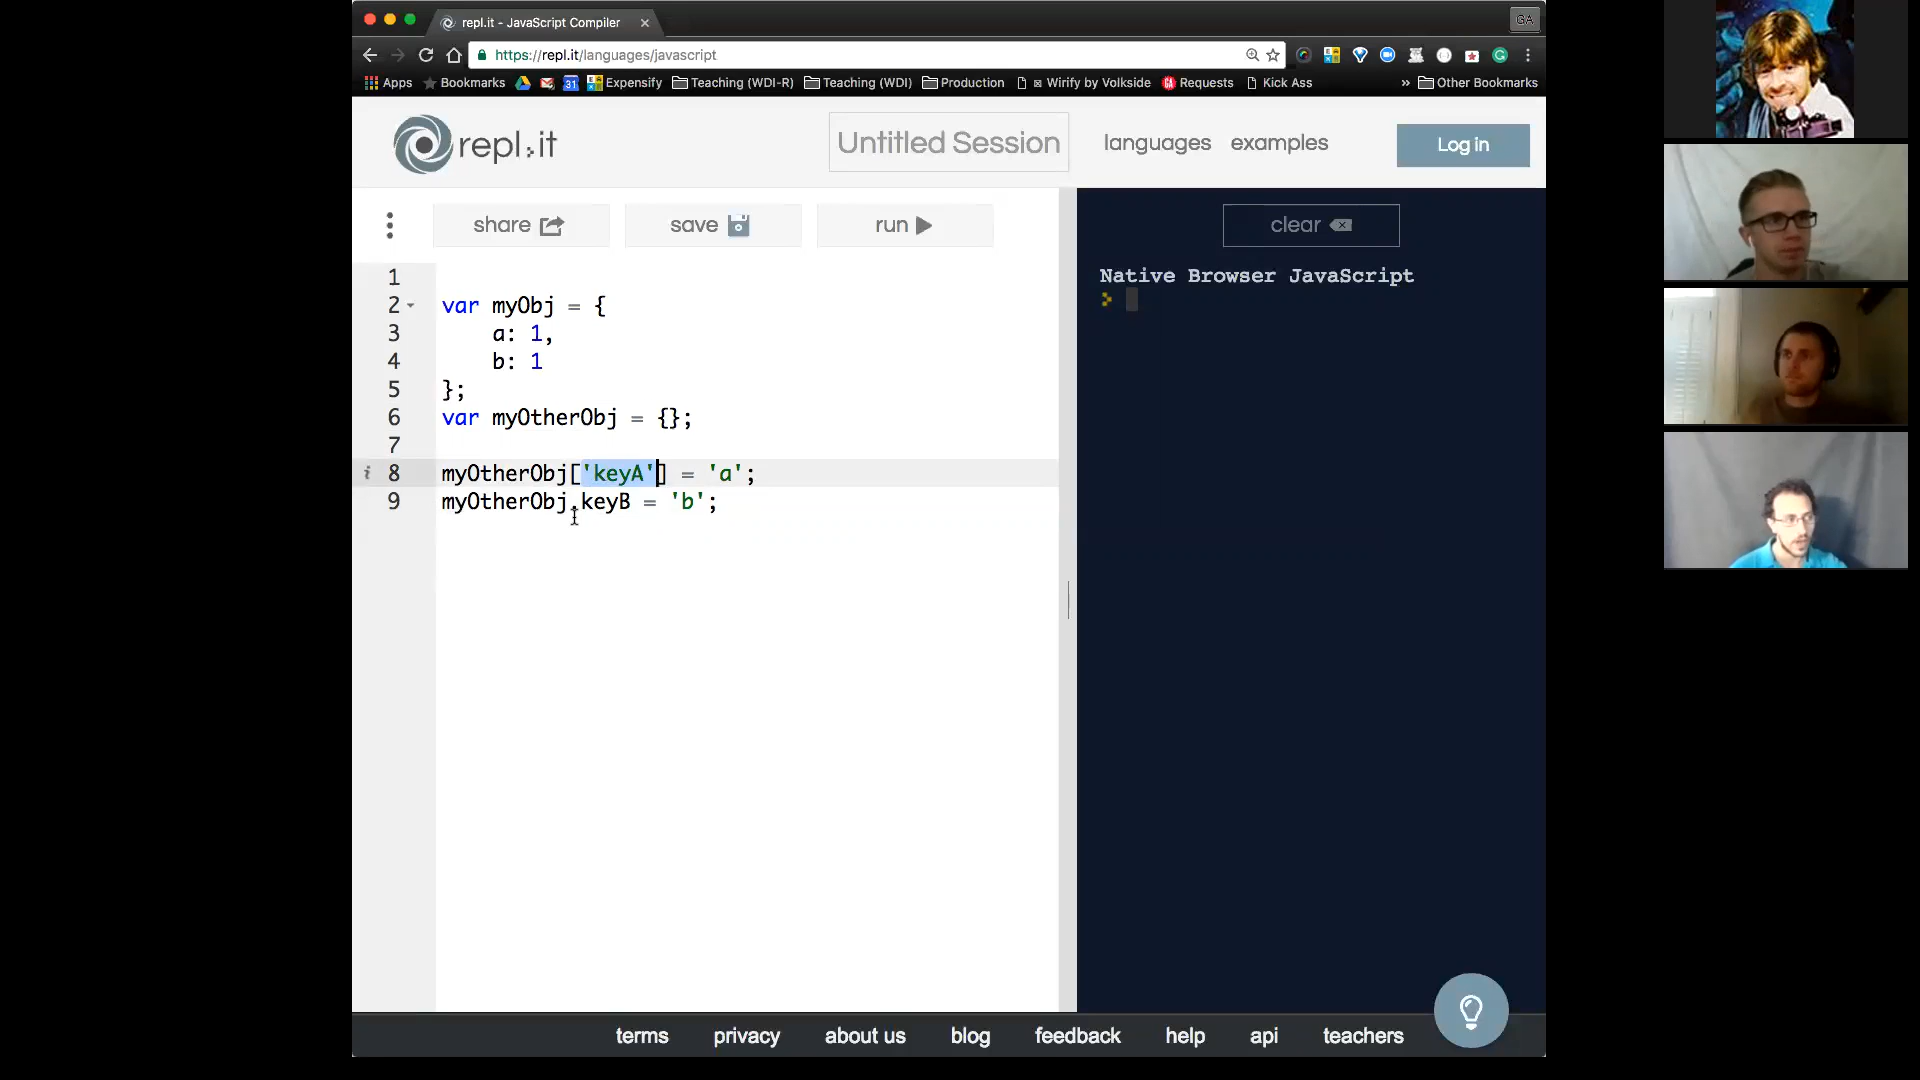 repl.it - JavaScript Compiler
GA
https://repl.it/languages/javascript
Apps Bookmarks 31 Expensify Teaching (WDI-R) Teaching (WDI) Production Wirify by Volkside GA Requests Kick Ass » Other Bookmarks
repl.it
Untitled Session
languages examples
Log in
share save run
clear
Native Browser JavaScript
1
2 var myObj = {
3 a: 1,
4 b: 1
5 };
6 var myOtherObj = {};
7
8 myOtherObj['keyA'] = 'a';
9 myOtherObj.keyB = 'b';
terms privacy about us blog feedback help api teachers